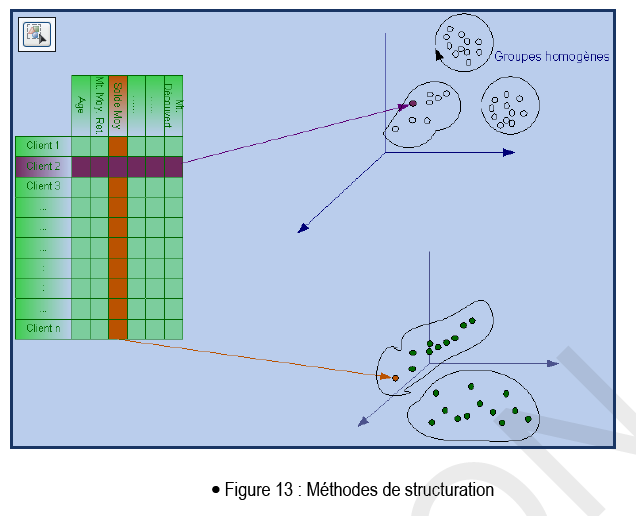 Groupes homogènes
Age
Mt. Moy. Ret.
Solde Moy
.........
.........
Mt. Découvert
Client 1
Client 2
Client 3
...
...
...
:
...
Client n
• Figure 13 : Méthodes de structuration
ON